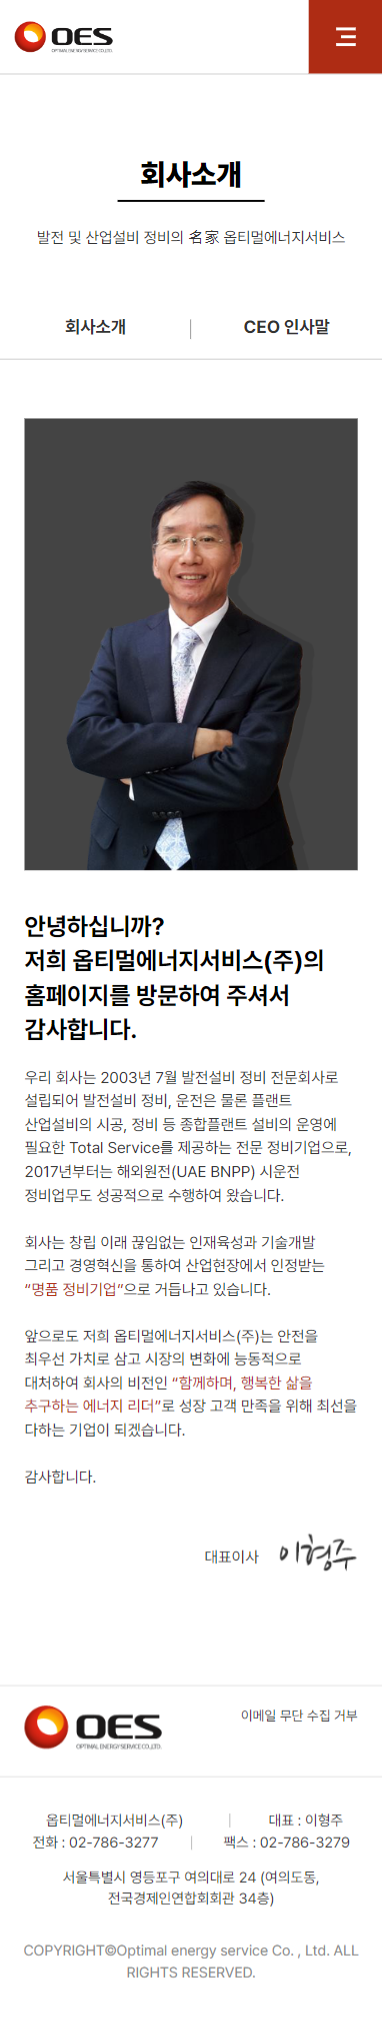 OES
OPTIMAL ENERGY SERVICE CO.,LTD.
회사소개
발전 및 산업설비 정비의 名家 옵티멀에너지서비스
회사소개
CEO 인사말
안녕하십니까?
저희 옵티멀에너지서비스(주)의
홈페이지를 방문하여 주셔서
감사합니다.
우리 회사는 2003년 7월 발전설비 정비 전문회사로
설립되어 발전설비 정비, 운전은 물론 플랜트
산업설비의 시공, 정비 등 종합플랜트 설비의 운영에
필요한 Total Service를 제공하는 전문 정비기업으로,
2017년부터는 해외원전(UAE BNPP) 시운전
정비업무도 성공적으로 수행하여 왔습니다.
회사는 창립 이래 끊임없는 인재육성과 기술개발
그리고 경영혁신을 통하여 산업현장에서 인정받는
“명품 정비기업”으로 거듭나고 있습니다.
앞으로도 저희 옵티멀에너지서비스(주)는 안전을
최우선 가치로 삼고 시장의 변화에 능동적으로
대처하여 회사의 비전인 “함께하며, 행복한 삶을
추구하는 에너지 리더”로 성장 고객 만족을 위해 최선을
다하는 기업이 되겠습니다.
감사합니다.
대표이사 이형주
OES
OPTIMAL ENERGY SERVICE CO.,LTD.
이메일 무단 수집 거부
옵티멀에너지서비스(주) 대표 : 이형주
전화 : 02-786-3277 팩스 : 02-786-3279
서울특별시 영등포구 여의대로 24 (여의도동,
전국경제인연합회회관 34층)
COPYRIGHT©Optimal energy service Co. , Ltd. ALL
RIGHTS RESERVED.